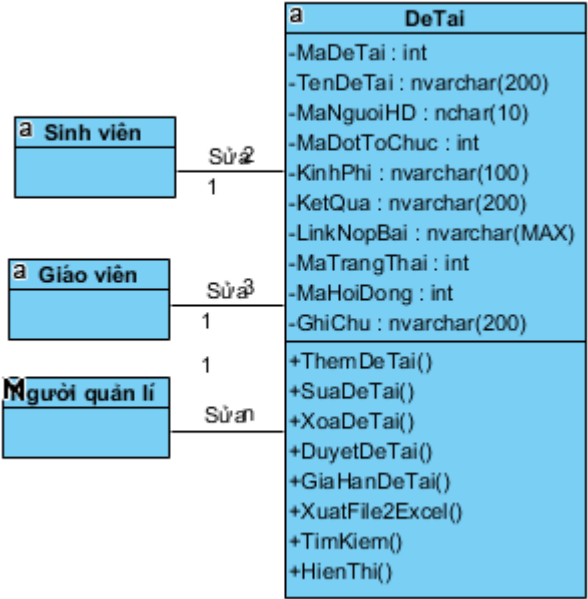 a
DeTai
-MaDeTai : int
-TenDeTai : nvarchar(200)
-MaNguoiHD : nchar(10)
-MaDotToChuc : int
-KinhPhi : nvarchar(100)
-KetQua : nvarchar(200)
-LinkNopBai : nvarchar(MAX)
-MaTrangThai : int
-MaHoiDong : int
-GhiChu : nvarchar(200)
+ThemDeTai()
+SuaDeTai()
+XoaDeTai()
+DuyetDeTai()
+GiaHanDeTai()
+XuatFile2Excel()
+TimKiem()
+HienThi()
a
Sinh viên
Sửa
2
1
a
Giáo viên
Sửa
3
1
1
Người quản lí
Sửa
n